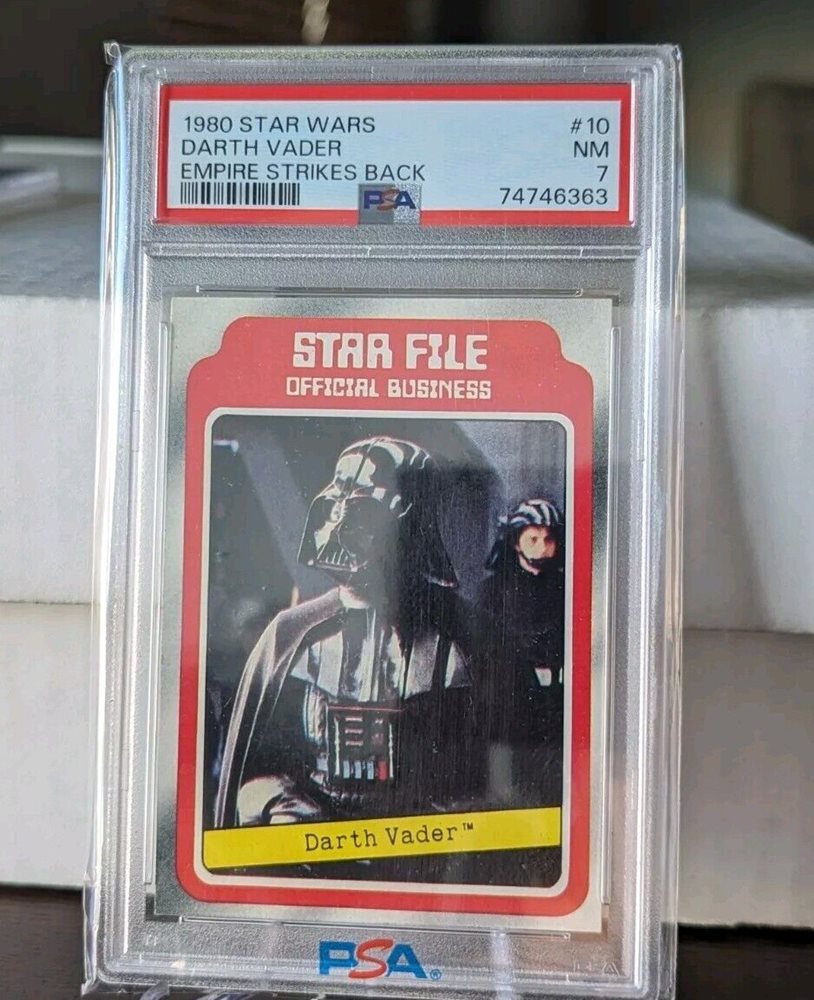 1980 STAR WARS #10
DARTH VADER NM
EMPIRE STRIKES BACK 7
PSA 74746363
STAR FILE
OFFICIAL BUSINESS
Darth Vader™
PSA®